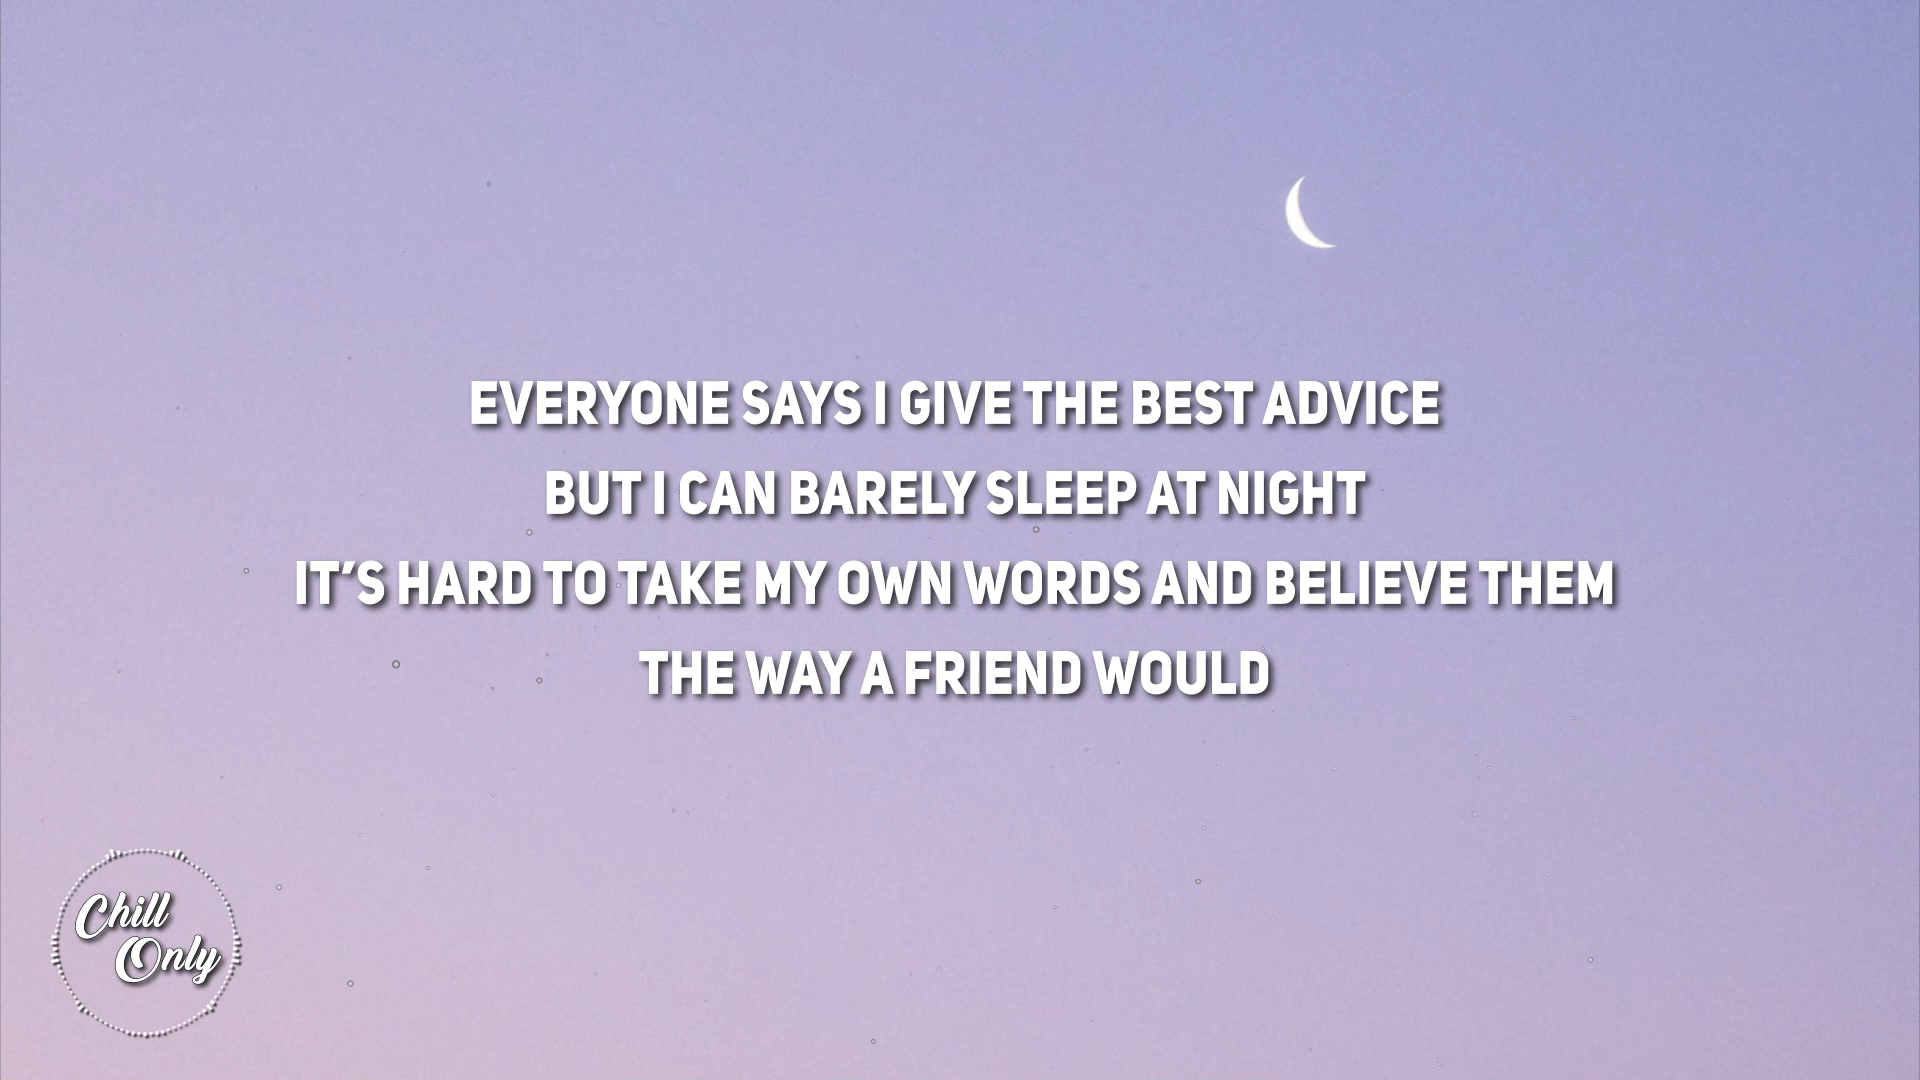 EVERYONE SAYS I GIVE THE BEST ADVICE
BUT I CAN BARELY SLEEP AT NIGHT
IT'S HARD TO TAKE MY OWN WORDS AND BELIEVE THEM
THE WAY A FRIEND WOULD
Chill
Only